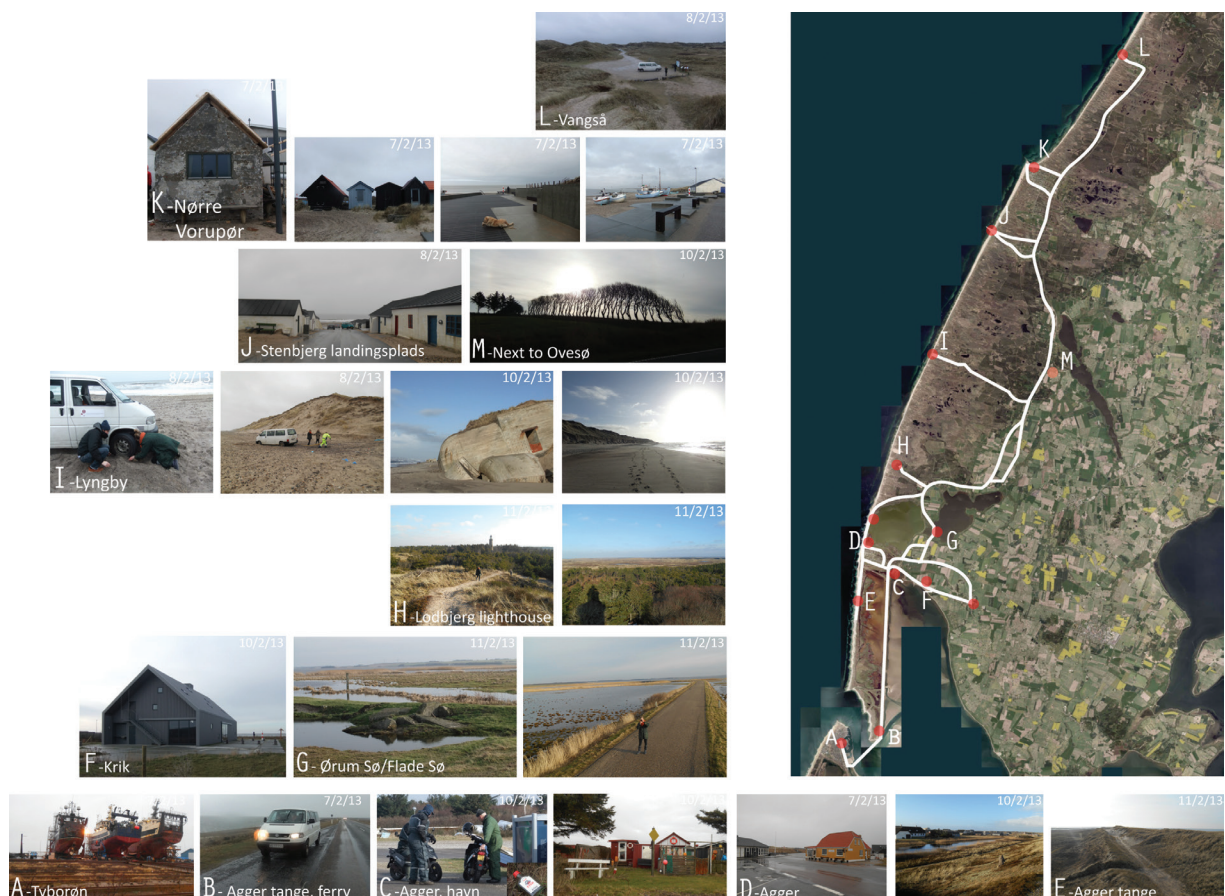 8/2/13
L-Vangså
7/2/13
K-Nørre
Vorupør
7/2/13
7/2/13
7/2/13
8/2/13
J-Stenbjerg landingsplads
10/2/13
M-Next to Ovesø
8/2/13
I-Lyngby
8/2/13
10/2/13
10/2/13
11/2/13
H-Lodbjerg lighthouse
11/2/13
10/2/13
F-Krik
11/2/13
G- Ørum Sø/Flade Sø
11/2/13
A-Tyborøn
7/2/13
B- Agger tange, ferry
10/2/13
C-Agger, havn
7/2/13
D-Agger
10/2/13
11/2/13
E-Agger tange
L
K
J
I
M
H
D
G
C
F
E
A
B